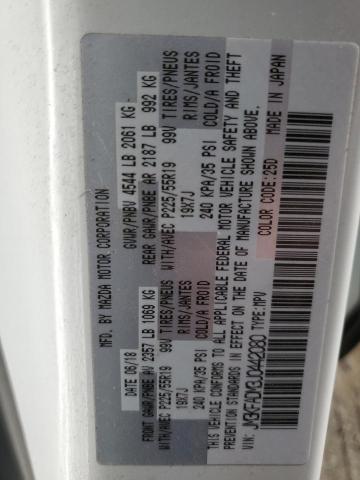 MFD. BY MAZDA MOTOR CORPORATION
DATE: 06/18 GVWR/PNBV 4544 LB 2061 KG
FRONT GAWR/PNBE AV 2357 LB 1069 KG REAR GAWR/PNBE AR 2187 LB 992 KG
WITH/AVEC P225/55R19 99V TIRES/PNEUS WITH/AVEC P225/55R19 99V TIRES/PNEUS
19X7J RIMS/JANTES 19X7J RIMS/JANTES
240 KPA/35 PSI COLD/A FROID 240 KPA/35 PSI COLD/A FROID
THIS VEHICLE CONFORMS TO ALL APPLICABLE FEDERAL MOTOR VEHICLE SAFETY AND THEFT
PREVENTION STANDARDS IN EFFECT ON THE DATE OF MANUFACTURE SHOWN ABOVE.
VIN: TYPE: MPV COLOR CODE: 25D MADE IN JAPAN